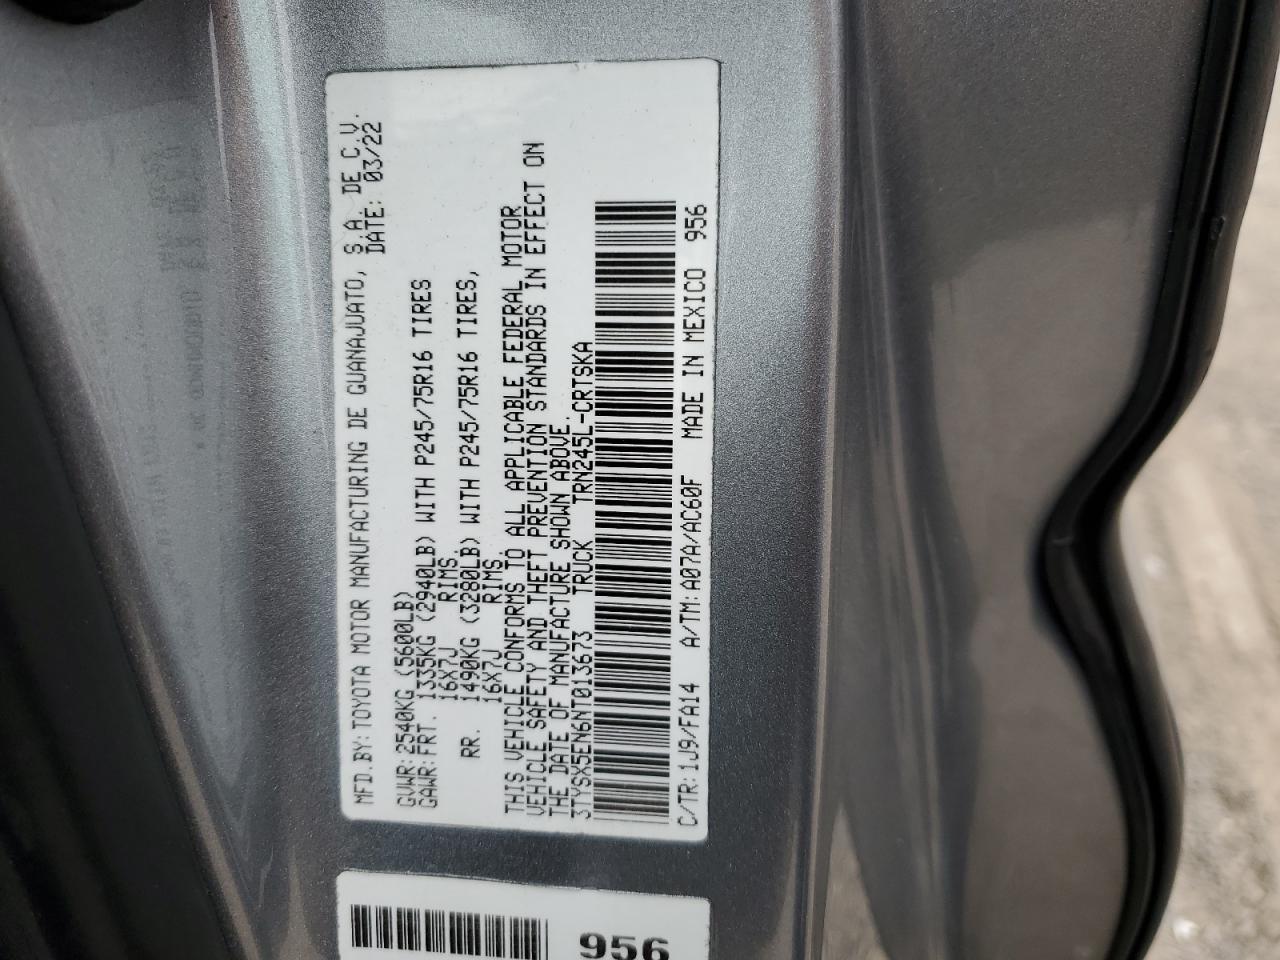 MFD.BY: TOYOTA MOTOR MANUFACTURING DE GUANAJUATO, S.A. DE C.V.
DATE: 03/22
GVWR: 2540KG (5600LB)
GAWR: FRT. 1335KG (2940LB) WITH P245/75R16 TIRES
16X7J RIMS,
RR. 1490KG (3280LB) WITH P245/75R16 TIRES,
16X7J RIMS.
THIS VEHICLE CONFORMS TO ALL APPLICABLE FEDERAL MOTOR
VEHICLE SAFETY AND THEFT PREVENTION STANDARDS IN EFFECT ON
THE DATE OF MANUFACTURE SHOWN ABOVE.
3TYSX5EN6NT013673 TRUCK TRN245L-CRTSKA
C/TR: 1J9/FA14 A/TM: A07A/AC60F MADE IN MEXICO 956
956